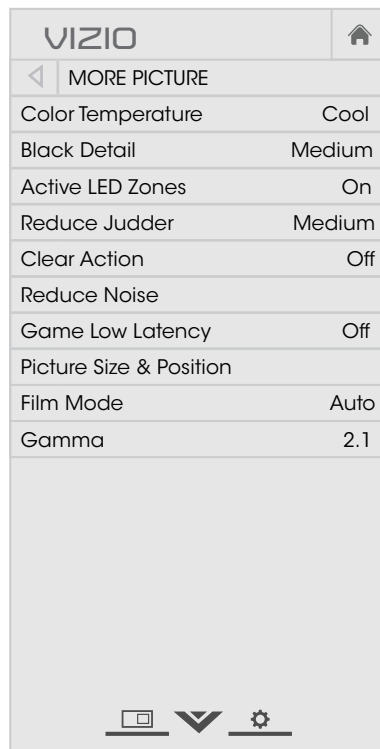 VIZIO
MORE PICTURE
Color Temperature Cool
Black Detail Medium
Active LED Zones On
Reduce Judder Medium
Clear Action Off
Reduce Noise
Game Low Latency Off
Picture Size & Position
Film Mode Auto
Gamma 2.1